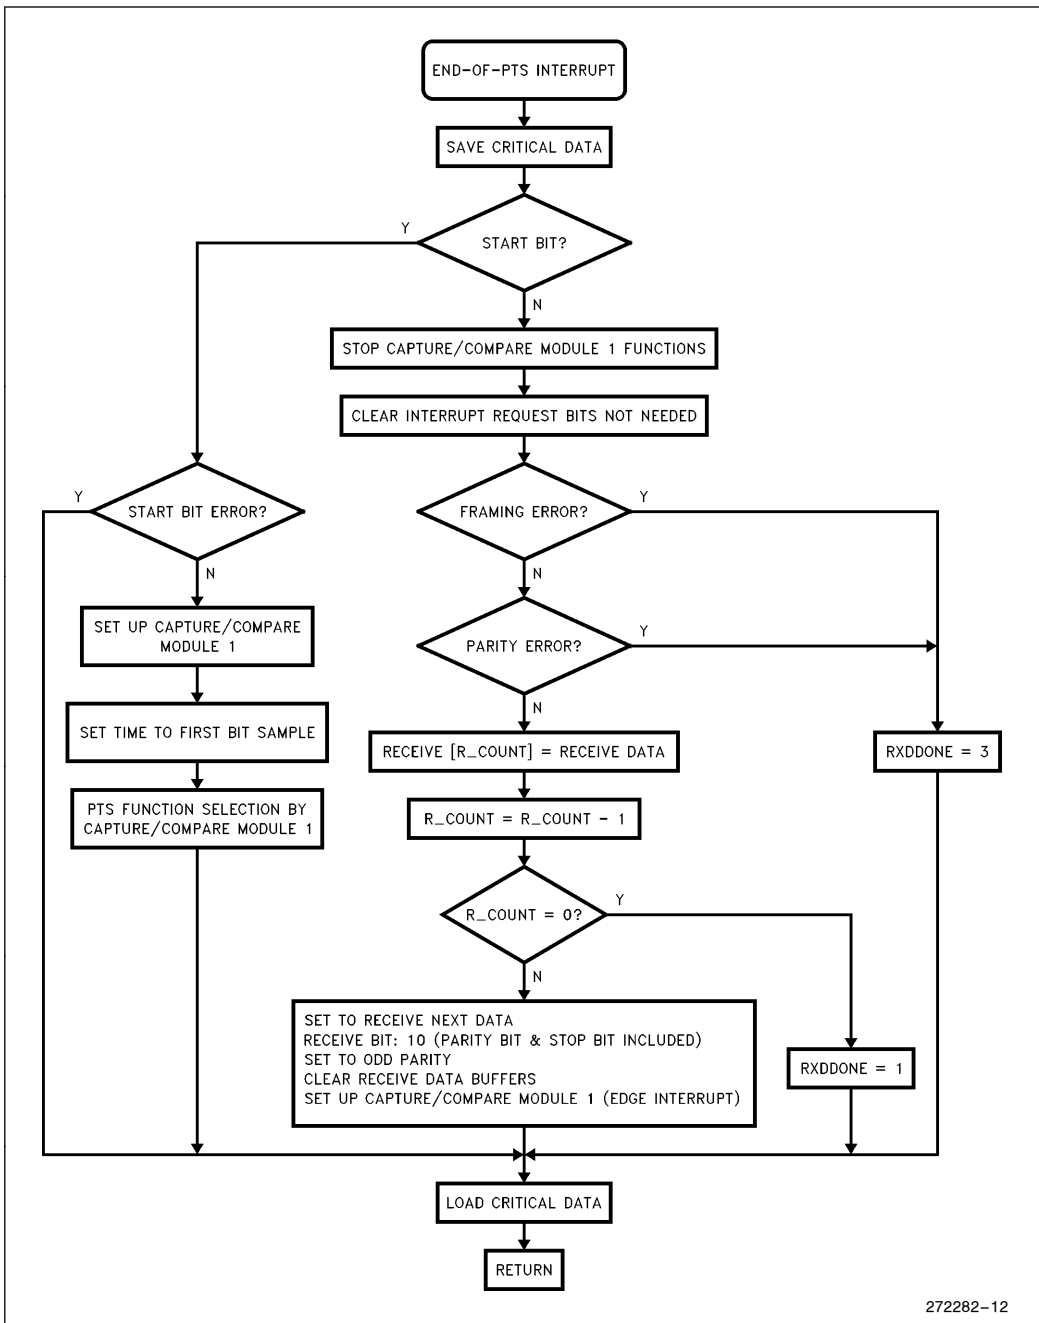 END-OF-PTS INTERRUPT
SAVE CRITICAL DATA
START BIT?
Y
N
STOP CAPTURE/COMPARE MODULE 1 FUNCTIONS
CLEAR INTERRUPT REQUEST BITS NOT NEEDED
START BIT ERROR?
Y
N
FRAMING ERROR?
Y
N
SET UP CAPTURE/COMPARE
MODULE 1
PARITY ERROR?
Y
N
SET TIME TO FIRST BIT SAMPLE
RECEIVE [R_COUNT] = RECEIVE DATA
RXDDONE = 3
PTS FUNCTION SELECTION BY
CAPTURE/COMPARE MODULE 1
R_COUNT = R_COUNT - 1
R_COUNT = 0?
Y
N
SET TO RECEIVE NEXT DATA
RECEIVE BIT: 10 (PARITY BIT & STOP BIT INCLUDED)
SET TO ODD PARITY
CLEAR RECEIVE DATA BUFFERS
SET UP CAPTURE/COMPARE MODULE 1 (EDGE INTERRUPT)
RXDDONE = 1
LOAD CRITICAL DATA
RETURN
272282-12